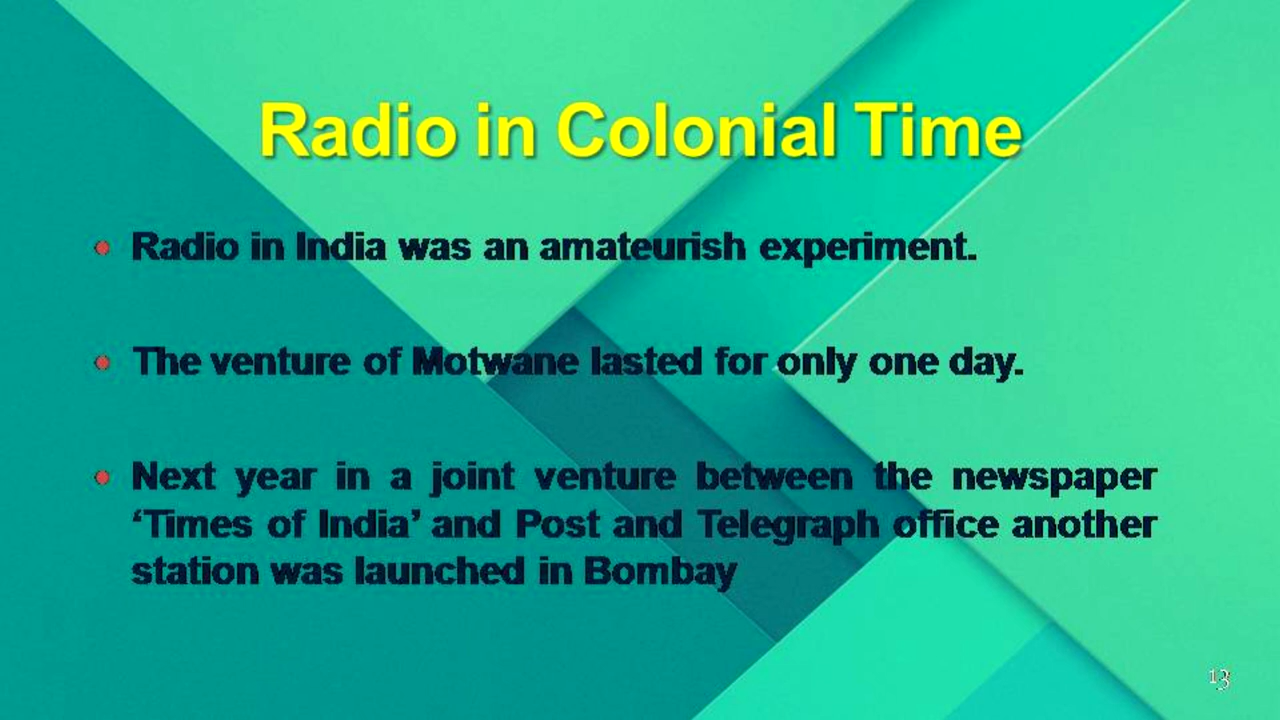 Radio in Colonial Time
• Radio in India was an amateurish experiment.
• The venture of Motwane lasted for only one day.
• Next year in a joint venture between the newspaper
‘Times of India’ and Post and Telegraph office another
station was launched in Bombay
13